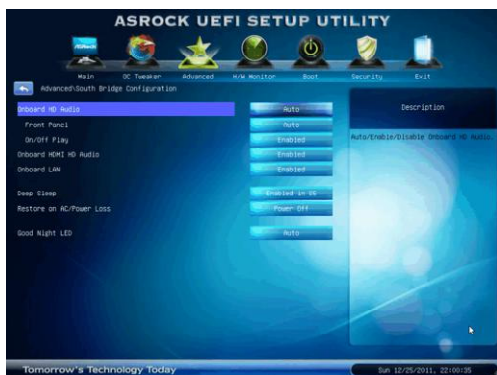 ASROCK UEFI SETUP UTILITY
Main OC Tweaker Advanced H/W Monitor Boot Security Exit
Advanced\South Bridge Configuration
Description
Onboard HD Audio Auto
Auto/Enable/Disable Onboard HD Audio.
Front Panel Auto
On/Off Play Enabled
Onboard HDMI HD Audio Enabled
Onboard LAN Enabled
Deep Sleep Enabled in S5
Restore on AC/Power Loss Power Off
Good Night LED Auto
Tomorrow's Technology Today
Sun 12/25/2011, 22:00:35